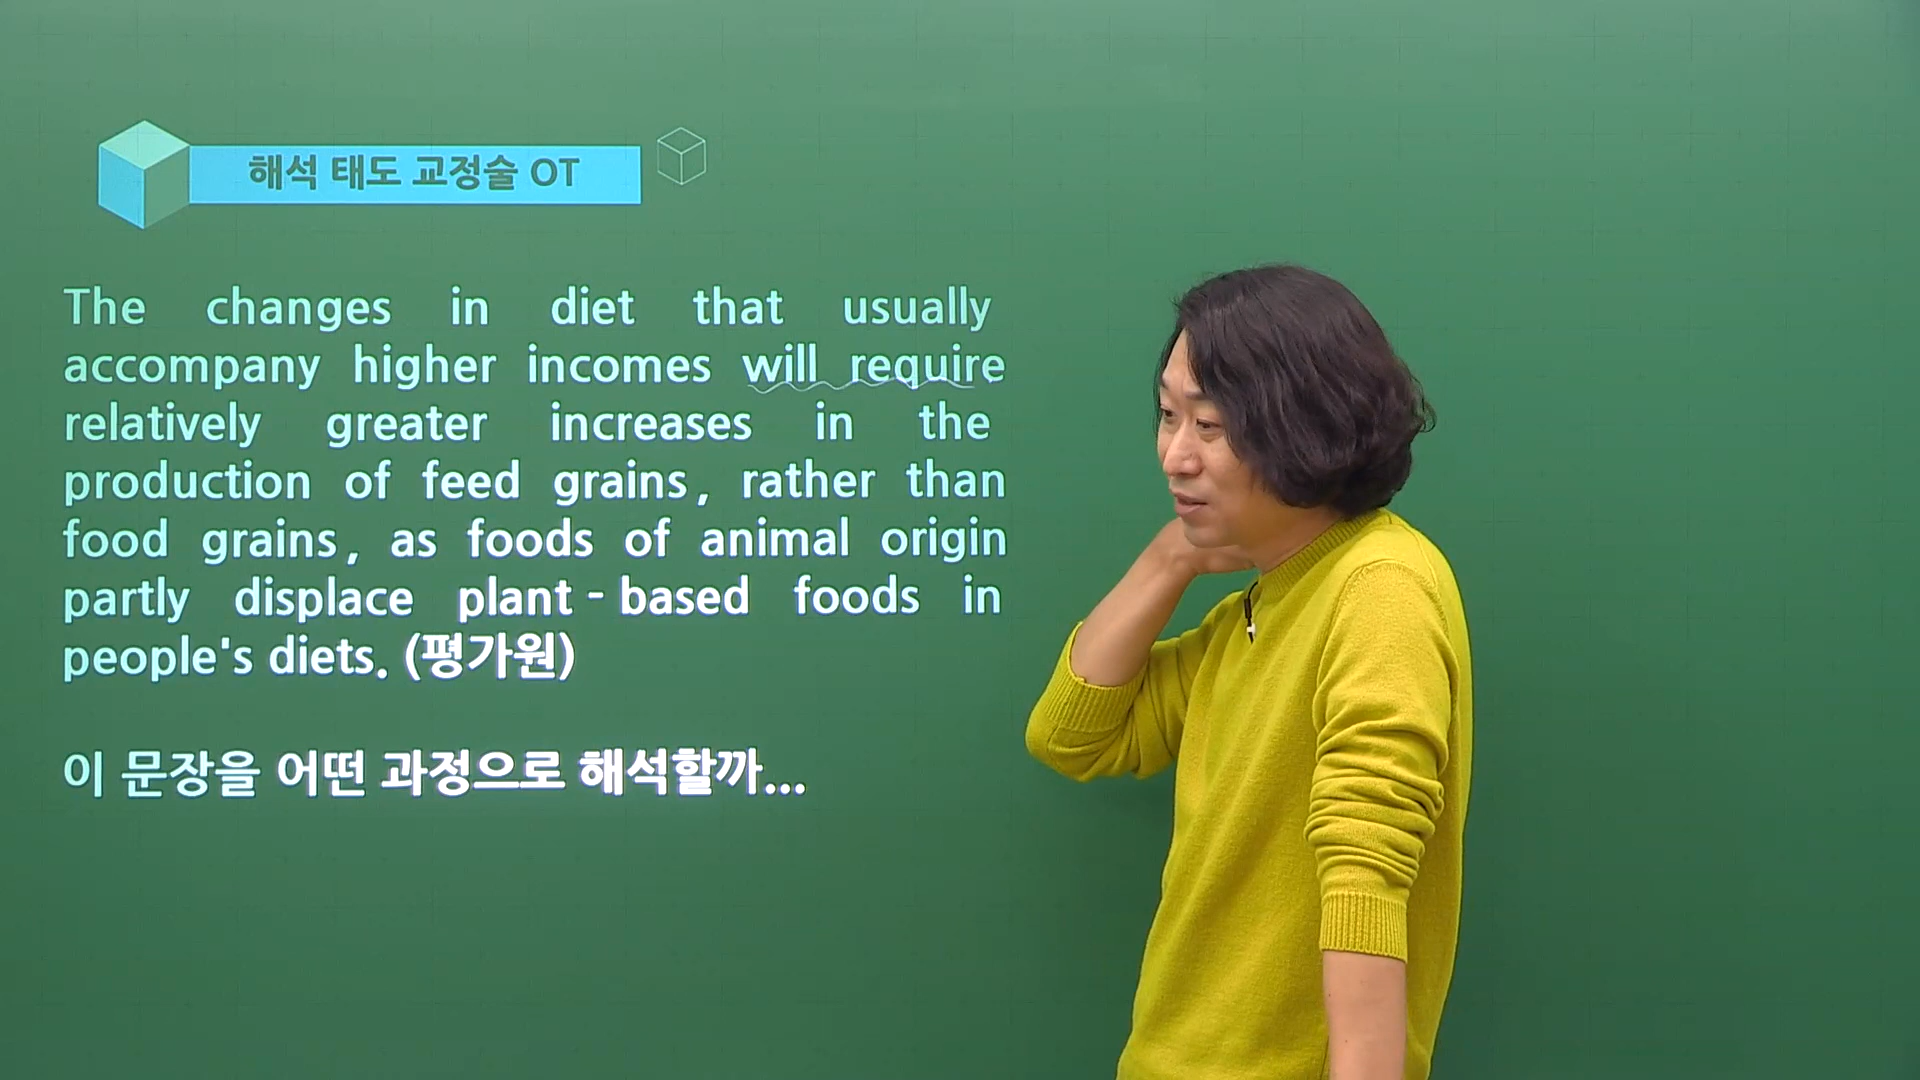 해석 태도 교정술 OT
The changes in diet that usually
accompany higher incomes will require
relatively greater increases in the
production of feed grains, rather than
food grains, as foods of animal origin
partly displace plant-based foods in
people's diets. (평가원)
이 문장을 어떤 과정으로 해석할까...